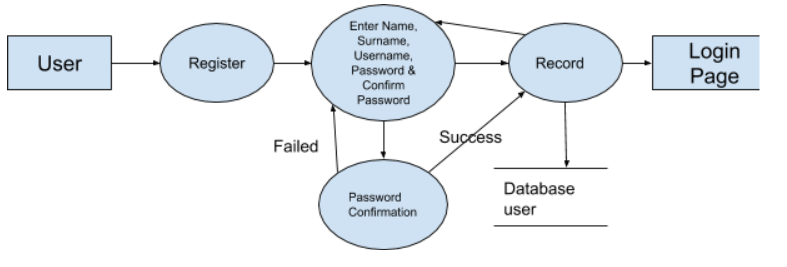 User
Register
Enter Name,
Surname,
Username,
Password &
Confirm
Password
Record
Login
Page
Failed
Success
Password
Confirmation
Database
user